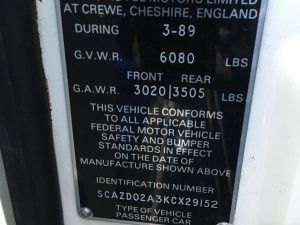 MOTORS LIMITED
AT CREWE, CHESHIRE, ENGLAND
DURING 3-89
G.V.W.R. 6080 LBS
FRONT REAR
G.A.W.R. 3020|3505 LBS
THIS VEHICLE CONFORMS
TO ALL APPLICABLE
FEDERAL MOTOR VEHICLE
SAFETY AND BUMPER
STANDARDS IN EFFECT
ON THE DATE OF
MANUFACTURE SHOWN ABOVE
IDENTIFICATION NUMBER
SCAZD02A3KCX29152
TYPE OF VEHICLE
PASSENGER CAR